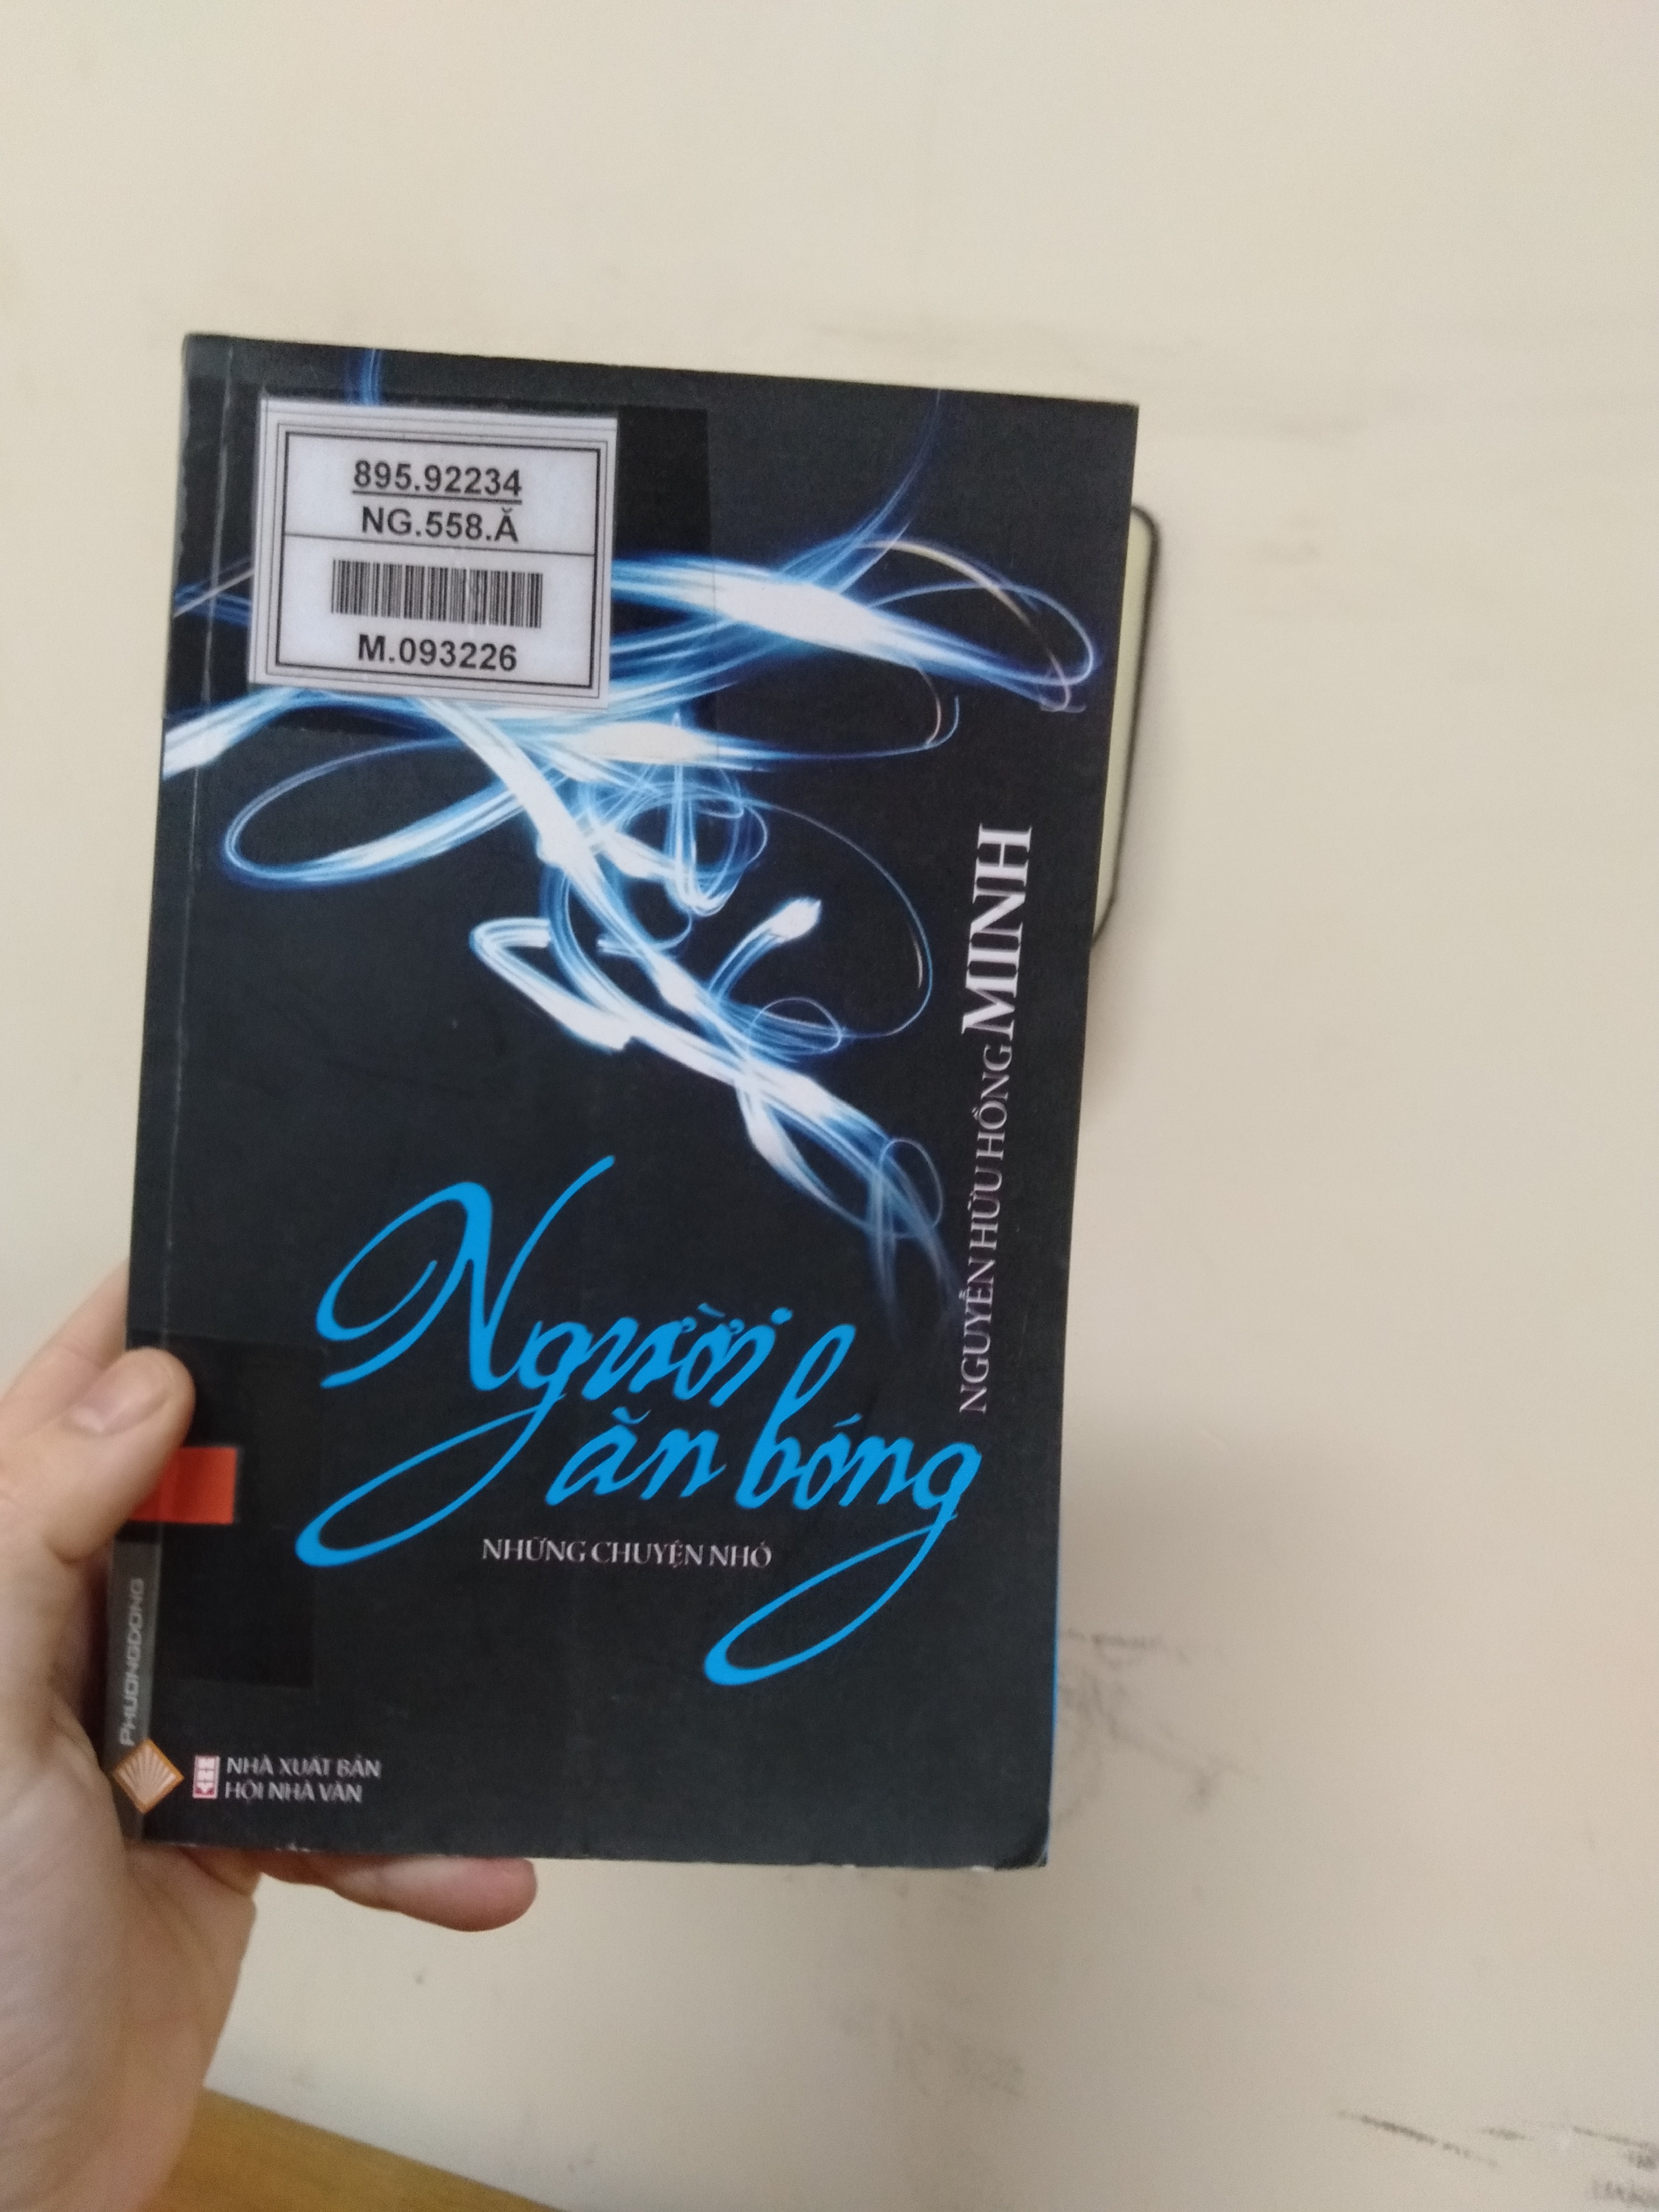 895.92234
NG.558.Ă
M.093226
NGUYỄN HỮU HỒNG MINH
Người
ăn bóng
NHỮNG CHUYỆN NHỎ
PHUONGDONG
NHÀ XUẤT BẢN
HỘI NHÀ VĂN